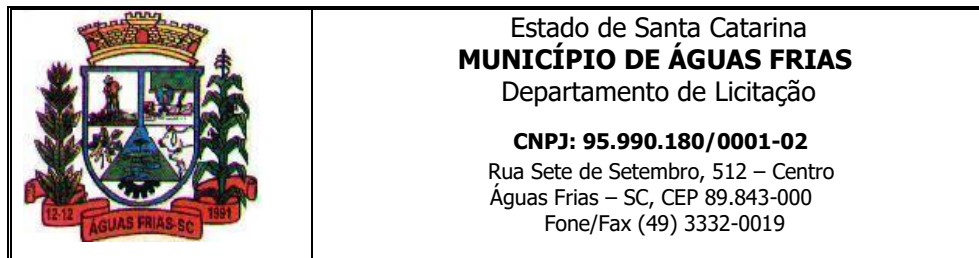 12-12
ÁGUAS FRIAS-SC
1991
Estado de Santa Catarina
MUNICÍPIO DE ÁGUAS FRIAS
Departamento de Licitação
CNPJ: 95.990.180/0001-02
Rua Sete de Setembro, 512 – Centro
Águas Frias – SC, CEP 89.843-000
Fone/Fax (49) 3332-0019